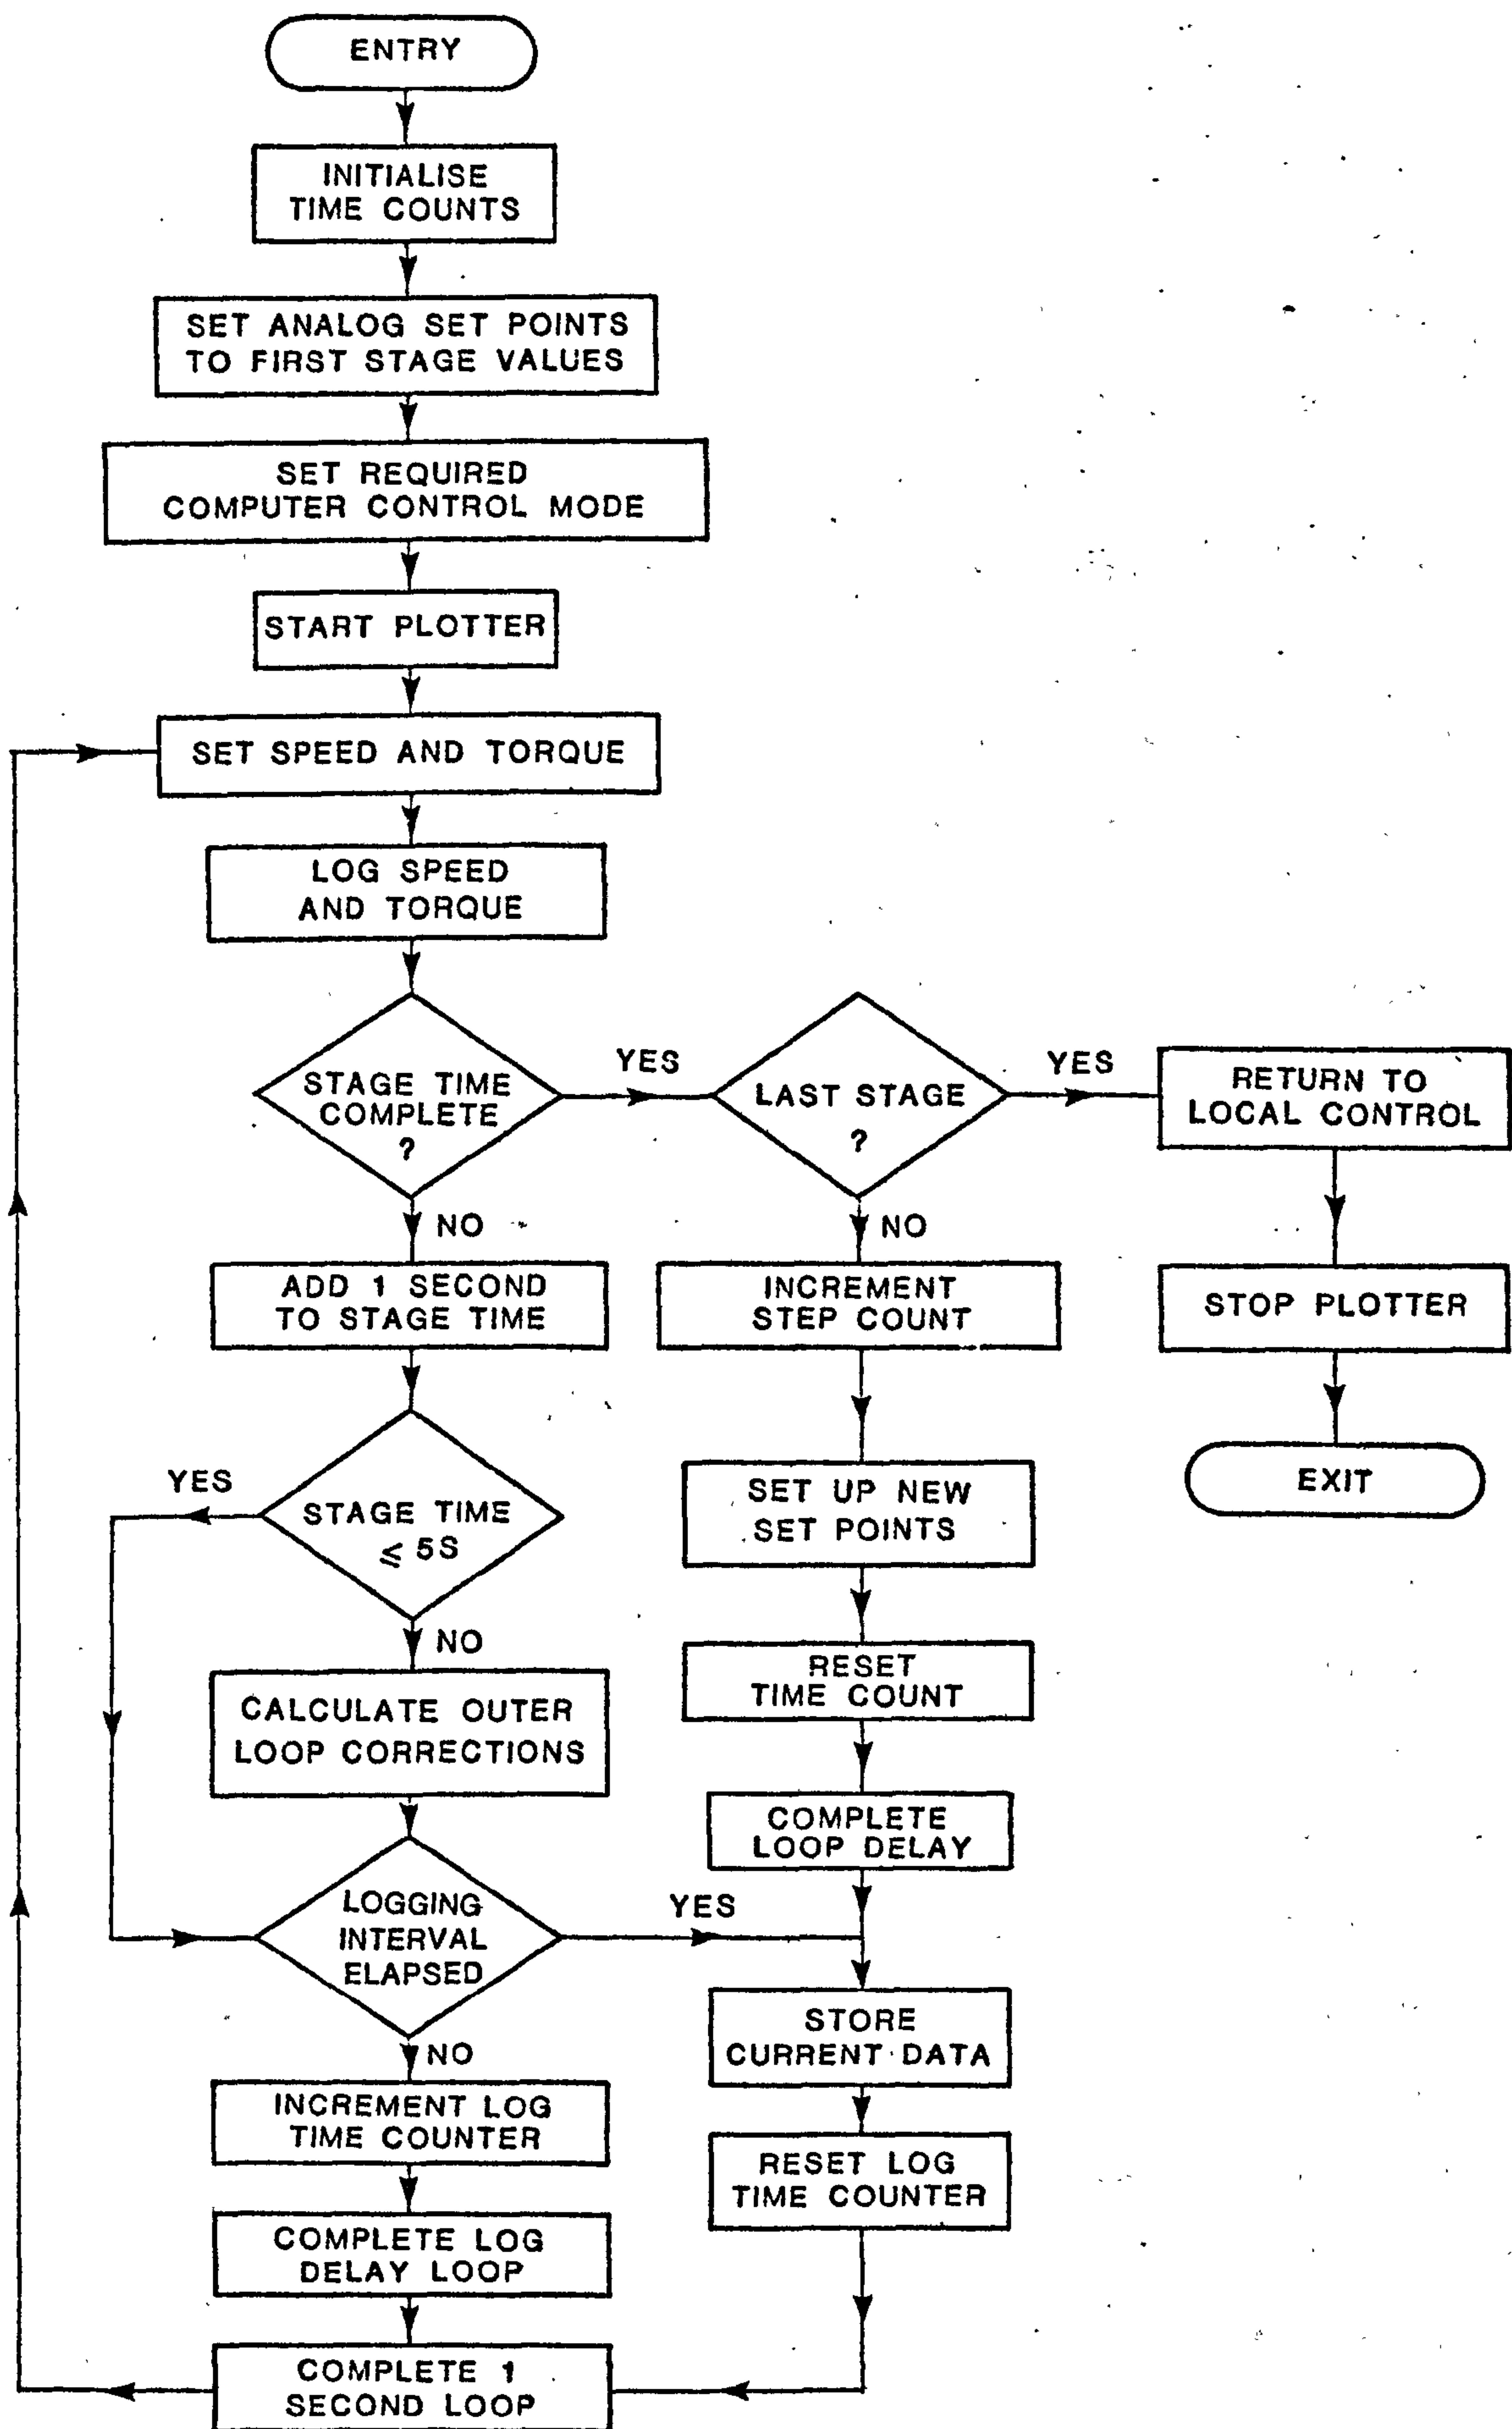 ENTRY
INITIALISE
TIME COUNTS
SET ANALOG SET POINTS
TO FIRST STAGE VALUES
SET REQUIRED
COMPUTER CONTROL MODE
START PLOTTER
SET SPEED AND TORQUE
LOG SPEED
AND TORQUE
STAGE TIME
COMPLETE
?
YES
LAST STAGE
?
YES
RETURN TO
LOCAL CONTROL
NO
NO
ADD 1 SECOND
TO STAGE TIME
INCREMENT
STEP COUNT
STOP PLOTTER
YES
STAGE TIME
≤ 5S
SET UP NEW
SET POINTS
EXIT
NO
CALCULATE OUTER
LOOP CORRECTIONS
RESET
TIME COUNT
COMPLETE
LOOP DELAY
LOGGING
INTERVAL
ELAPSED
YES
STORE
CURRENT DATA
NO
INCREMENT LOG
TIME COUNTER
RESET LOG
TIME COUNTER
COMPLETE LOG
DELAY LOOP
COMPLETE 1
SECOND LOOP